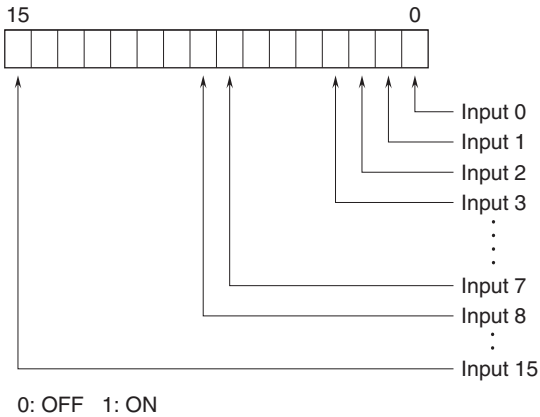 15 0
Input 0
Input 1
Input 2
Input 3
Input 7
Input 8
Input 15
0: OFF 1: ON